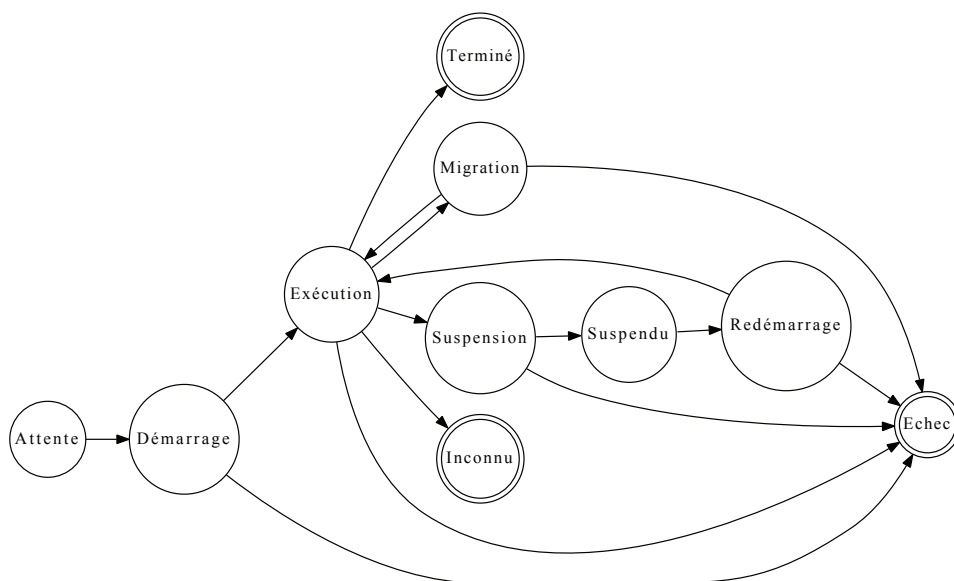 Terminé
Migration
Exécution
Suspension
Suspendu
Redémarrage
Attente
Démarrage
Inconnu
Echec